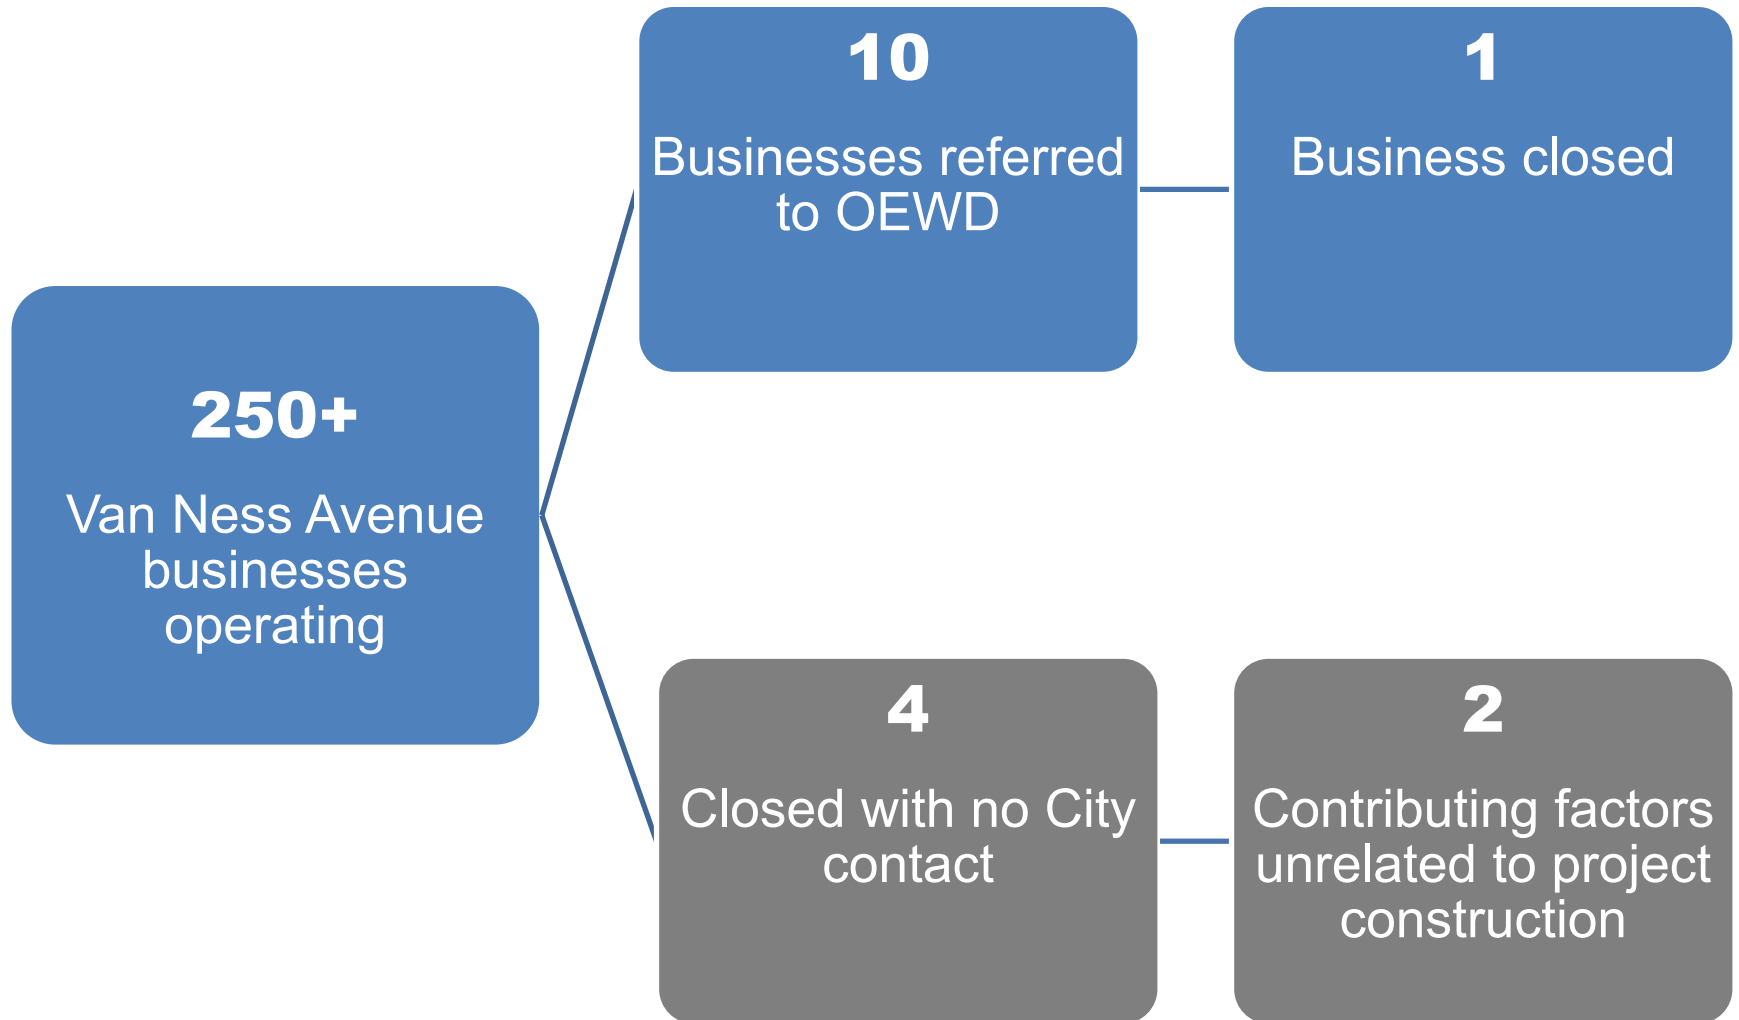 250+
Van Ness Avenue
businesses
operating
10
Businesses referred
to OEWD
1
Business closed
4
Closed with no City
contact
2
Contributing factors
unrelated to project
construction